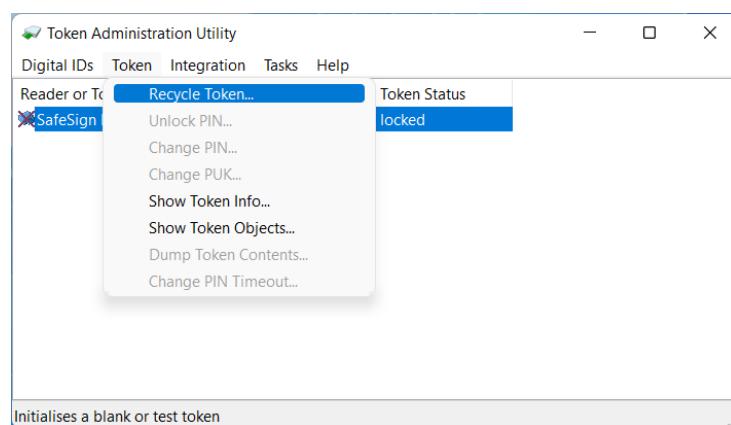 Token Administration Utility
Digital IDs Token Integration Tasks Help
Reader or Token Status
Recycle Token...
SafeSign locked
Unlock PIN...
Change PIN...
Change PUK...
Show Token Info...
Show Token Objects...
Dump Token Contents...
Change PIN Timeout...
Initialises a blank or test token